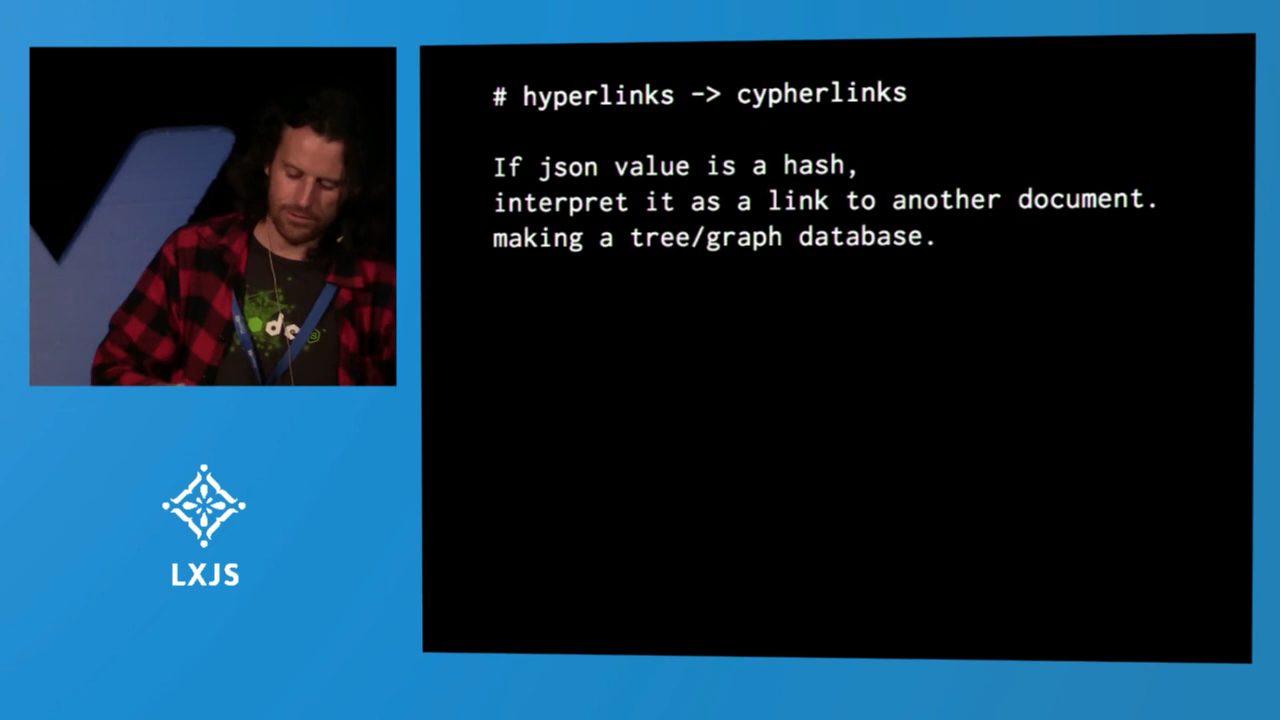 # hyperlinks -> cypherlinks
If json value is a hash,
interpret it as a link to another document.
making a tree/graph database.
LXJS